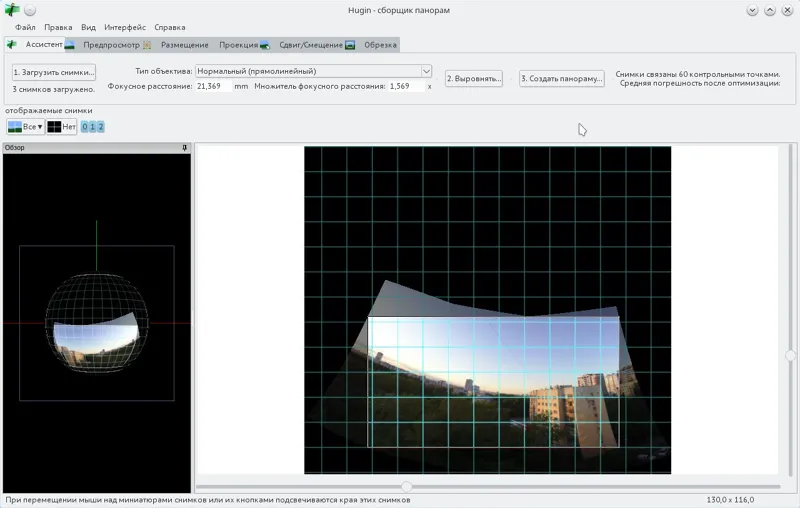 Hugin - сборщик панорам
Файл Правка Вид Интерфейс Справка
Ассистент Предпросмотр Размещение Проекция Сдвиг/Смещение Обрезка
1. Загрузить снимки...
3 снимков загружено.
Тип объектива: Нормальный (прямолинейный)
Фокусное расстояние: 21,369 mm Множитель фокусного расстояния: 1,569 x
2. Выровнять...
3. Создать панораму...
Снимки связаны 60 контрольными точками.
Средняя погрешность после оптимизации:
отображаемые снимки
Все Нет 0 1 2
Обзор
При перемещении мыши над миниатюрами снимков или их кнопками подсвечиваются края этих снимков
130,0 x 116,0